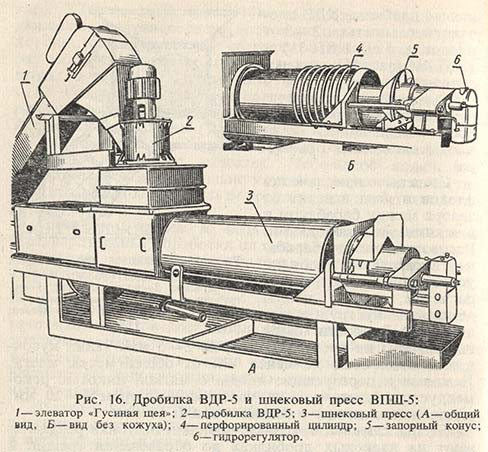 1
2
3
4
5
6
Б
А
Рис. 16. Дробилка ВДР-5 и шнековый пресс ВПШ-5:
1—элеватор «Гусиная шея»; 2—дробилка ВДР-5; 3—шнековый пресс (А—общий
вид, Б—вид без кожуха); 4—перфорированный цилиндр; 5—запорный конус;
6—гидрорегулятор.